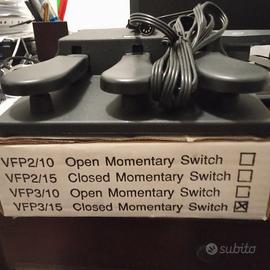 VFP2/10 Open Momentary Switch
VFP2/15 Closed Momentary Switch
VFP3/10 Open Momentary Switch
VFP3/15 Closed Momentary Switch
subito